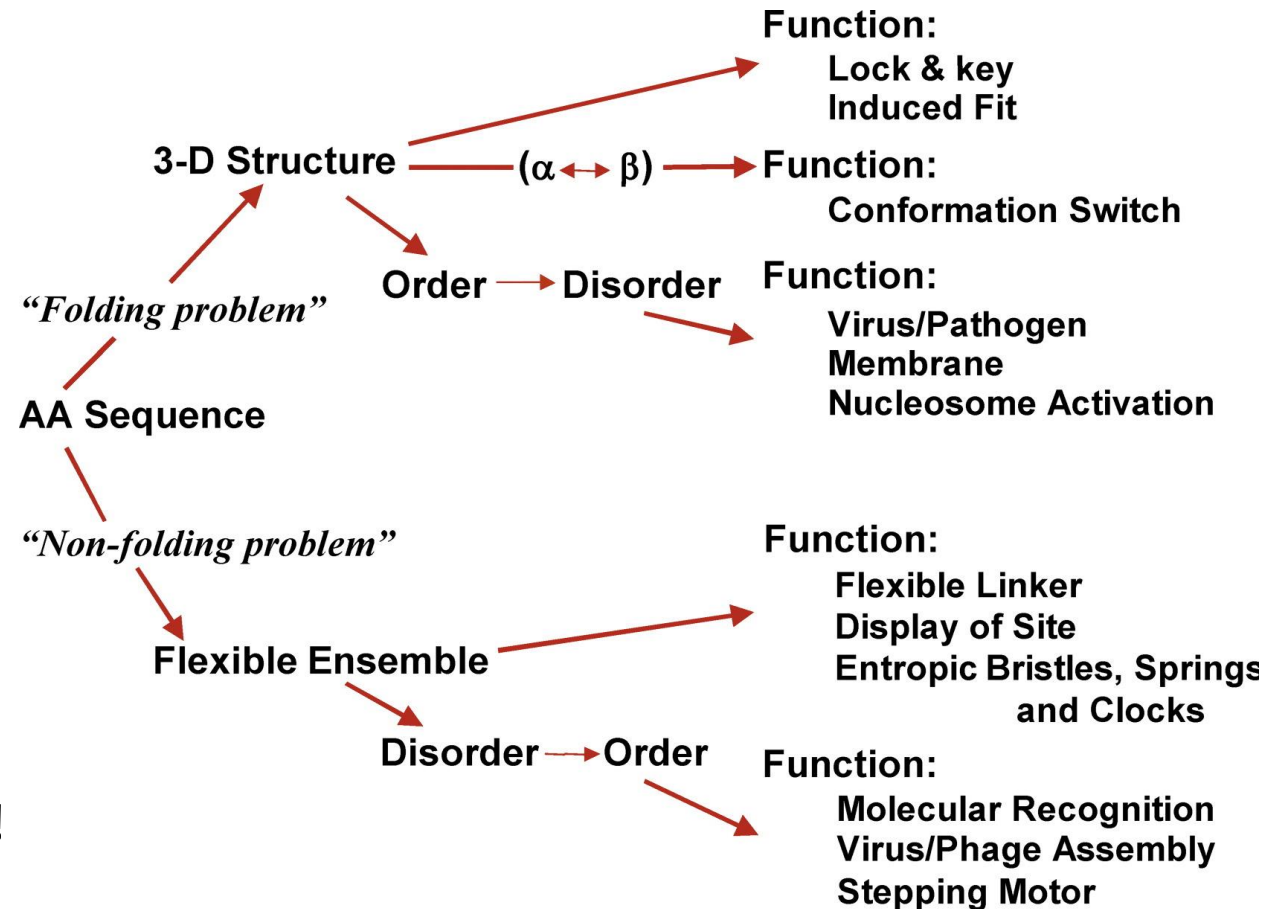 Function:
Lock & key
Induced Fit
3-D Structure
(α ↔ β)
Function:
Conformation Switch
Order → Disorder
Function:
Virus/Pathogen
Membrane
Nucleosome Activation
“Folding problem”
AA Sequence
“Non-folding problem”
Flexible Ensemble
Function:
Flexible Linker
Display of Site
Entropic Bristles, Springs
and Clocks
Disorder → Order
Function:
Molecular Recognition
Virus/Phage Assembly
Stepping Motor
!